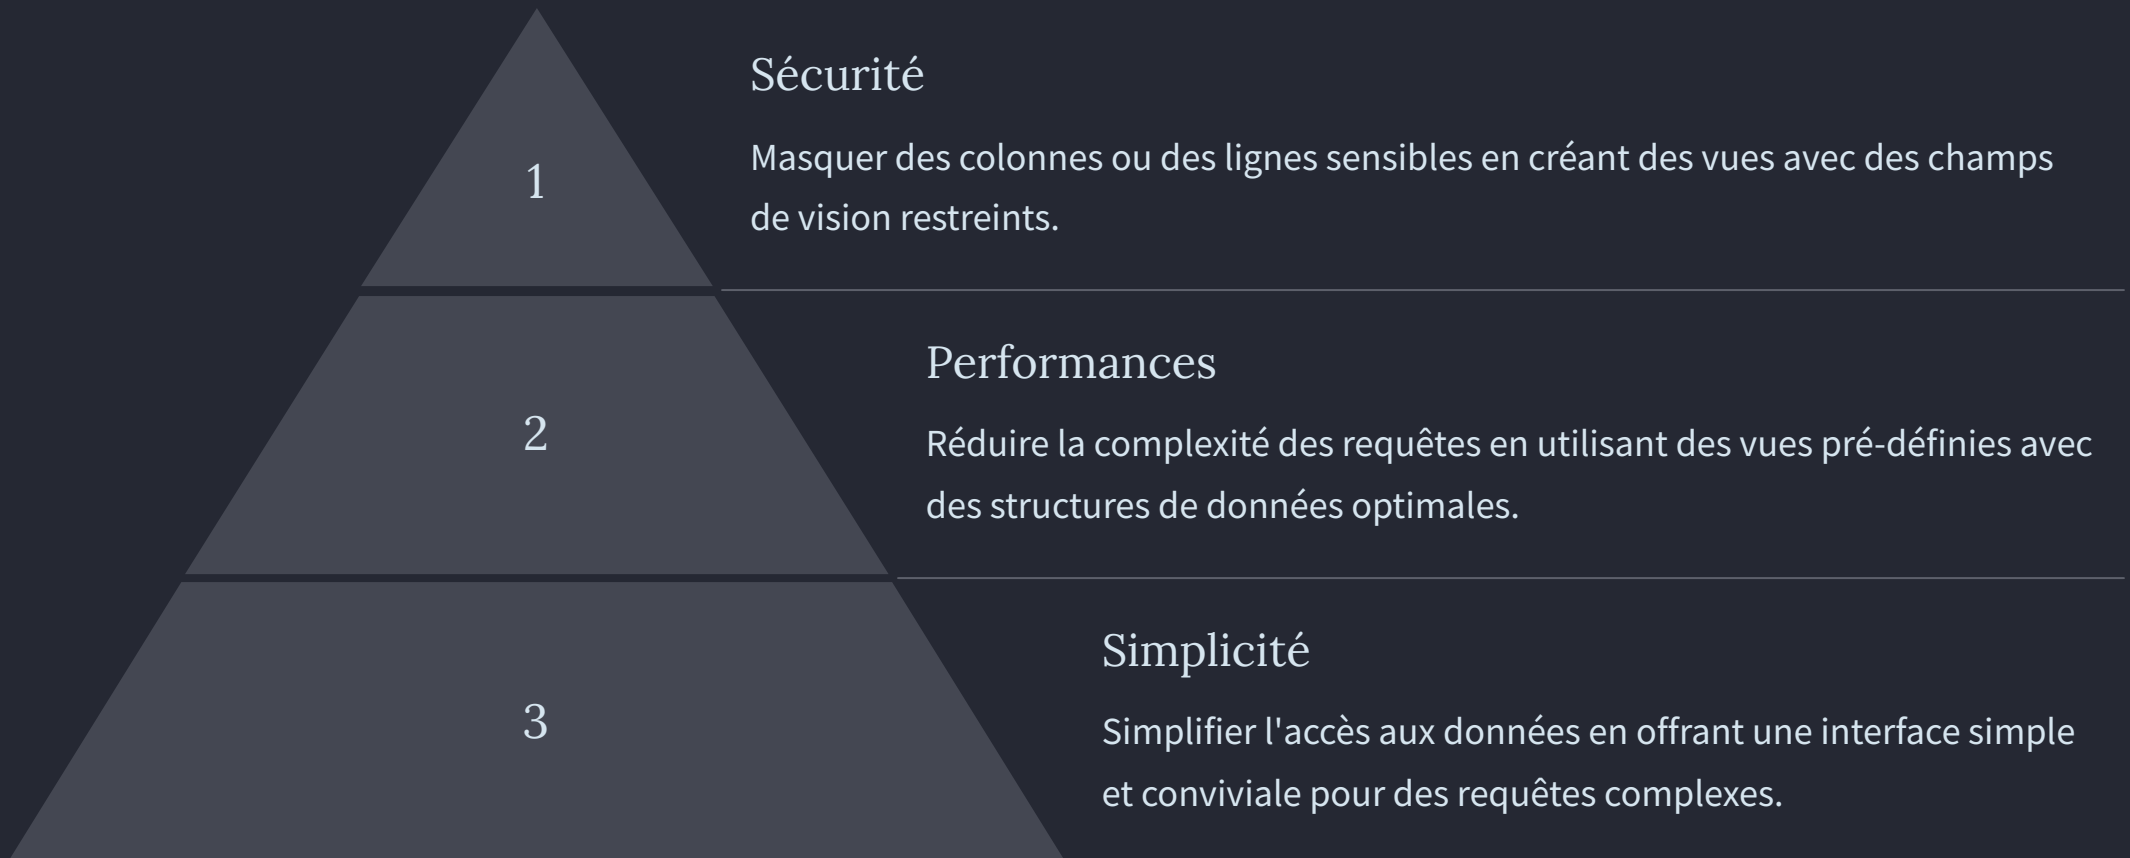 1
Sécurité
Masquer des colonnes ou des lignes sensibles en créant des vues avec des champs
de vision restreints.
2
Performances
Réduire la complexité des requêtes en utilisant des vues pré-définies avec
des structures de données optimales.
3
Simplicité
Simplifier l'accès aux données en offrant une interface simple
et conviviale pour des requêtes complexes.